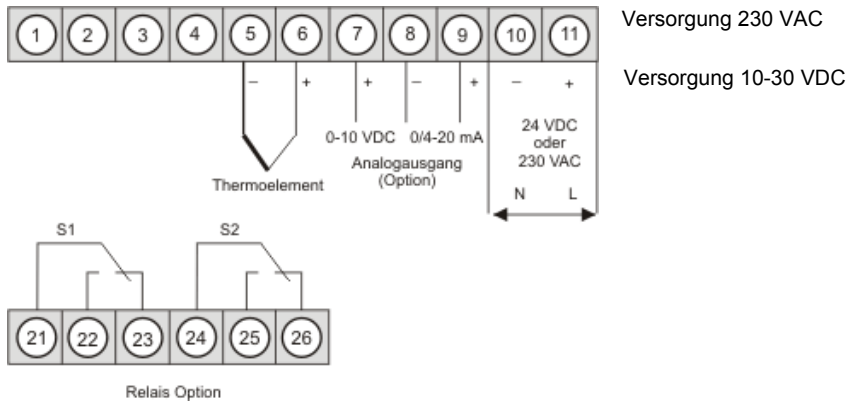 1 2 3 4 5 6 7 8 9 10 11
Versorgung 230 VAC
− + + − + − +
Versorgung 10-30 VDC
0-10 VDC 0/4-20 mA
24 VDC
oder
230 VAC
Analogausgang
(Option)
Thermoelement
N L
S1 S2
21 22 23 24 25 26
Relais Option